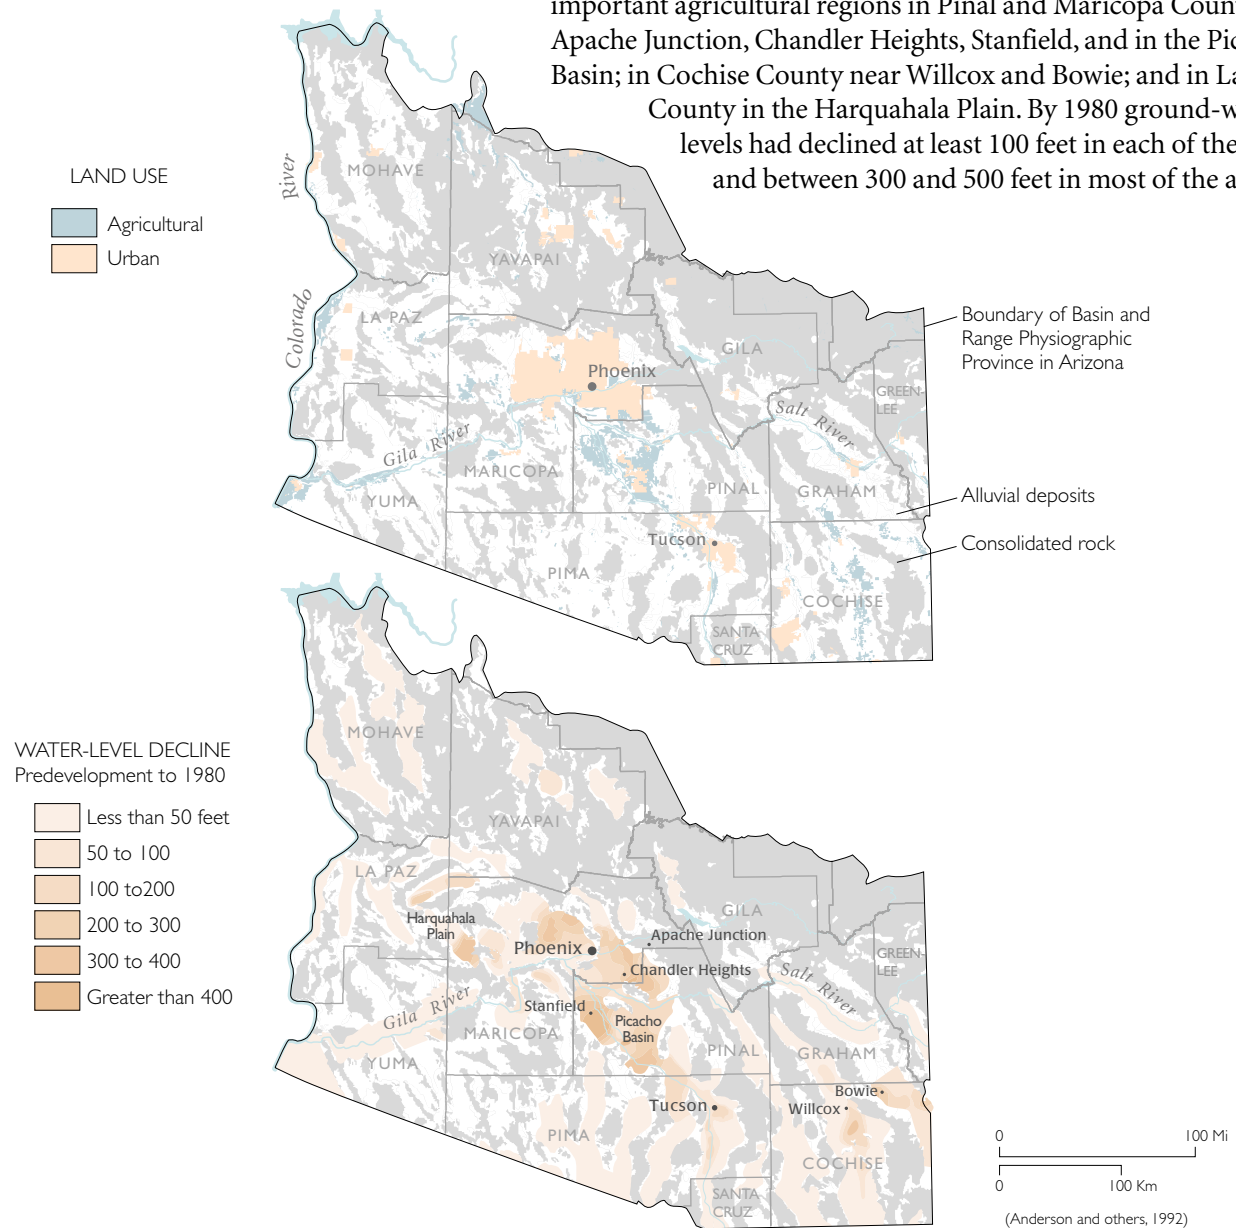 important agricultural regions in Pinal and Maricopa Coun
Apache Junction, Chandler Heights, Stanfield, and in the Pic
Basin; in Cochise County near Willcox and Bowie; and in La
County in the Harquahala Plain. By 1980 ground-w
levels had declined at least 100 feet in each of the
and between 300 and 500 feet in most of the a
LAND USE
Agricultural
Urban
River
Colorado
MOHAVE
YAVAPAI
LA PAZ
GILA
Phoenix
GREEN-
LEE
Salt River
Gila River
MARICOPA
YUMA
PINAL
GRAHAM
Tucson
PIMA
COCHISE
SANTA
CRUZ
Boundary of Basin and
Range Physiographic
Province in Arizona
Alluvial deposits
Consolidated rock
WATER-LEVEL DECLINE
Predevelopment to 1980
Less than 50 feet
50 to 100
100 to200
200 to 300
300 to 400
Greater than 400
MOHAVE
YAVAPAI
LA PAZ
Harquahala
Plain
GILA
Apache Junction
Phoenix
GREEN-
LEE
Chandler Heights
Salt River
Stanfield
Gila River
Picacho
Basin
MARICOPA
YUMA
PINAL
GRAHAM
Bowie
Willcox
Tucson
PIMA
COCHISE
SANTA
CRUZ
0 100 Mi
0 100 Km
(Anderson and others, 1992)